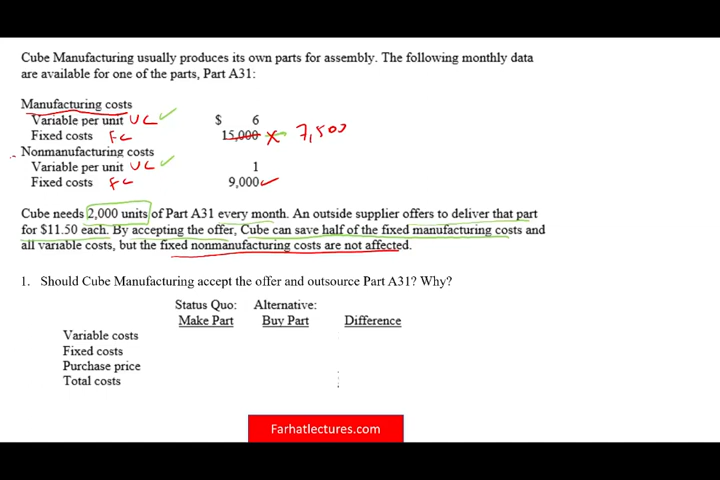 Cube Manufacturing usually produces its own parts for assembly. The following monthly data
are available for one of the parts, Part A31:
Manufacturing costs
Variable per unit VC $ 6
Fixed costs FC 15,000 x 7,500
Nonmanufacturing costs
Variable per unit VC 1
Fixed costs FC 9,000
Cube needs 2,000 units of Part A31 every month. An outside supplier offers to deliver that part
for $11.50 each. By accepting the offer, Cube can save half of the fixed manufacturing costs and
all variable costs, but the fixed nonmanufacturing costs are not affected.
1. Should Cube Manufacturing accept the offer and outsource Part A31? Why?
Status Quo: Alternative:
Make Part Buy Part Difference
Variable costs
Fixed costs
Purchase price
Total costs
Farhatlectures.com